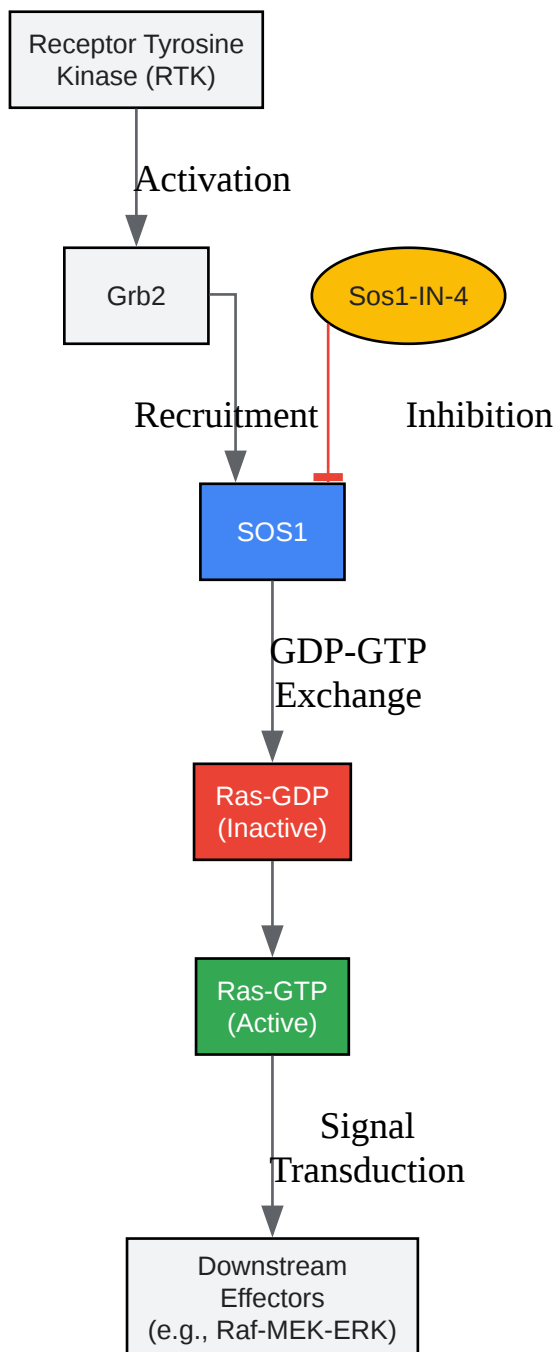 Receptor Tyrosine
Kinase (RTK)
Activation
Grb2
Sos1-IN-4
Recruitment
Inhibition
SOS1
GDP-GTP
Exchange
Ras-GDP
(Inactive)
Ras-GTP
(Active)
Signal
Transduction
Downstream
Effectors
(e.g., Raf-MEK-ERK)